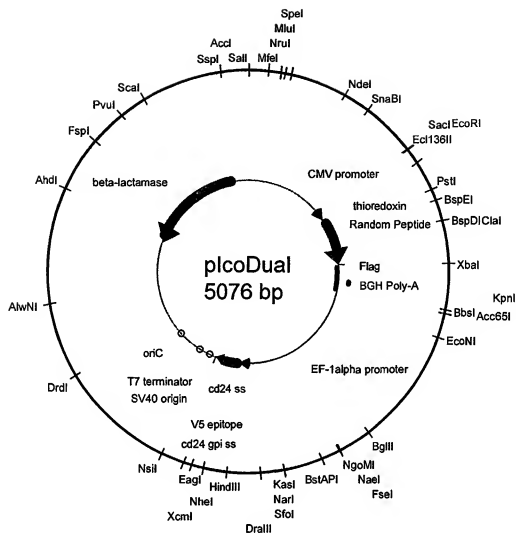 SpeI
MluI
NruI
AccI
SspI SalI MfeI
NdeI
SnaBI
SacI EcoRI
Ecl136II
PstI
BspEI
BspDI ClaI
XbaI
KpnI
BbsI Acc65I
EcoNI
BglII
NgoMI
NaeI
FseI
BstAPI
KasI
NarI
SfoI
DraIII
HindIII
NheI
EagI
XcmI
NsiI
DrdI
AlwNI
AhdI
FspI
PvuI
ScaI
beta-lactamase
CMV promoter
thioredoxin
Random Peptide
Flag
BGH Poly-A
EF-1alpha promoter
pIcoDual
5076 bp
oriC
T7 terminator
SV40 origin
cd24 ss
V5 epitope
cd24 gpi ss